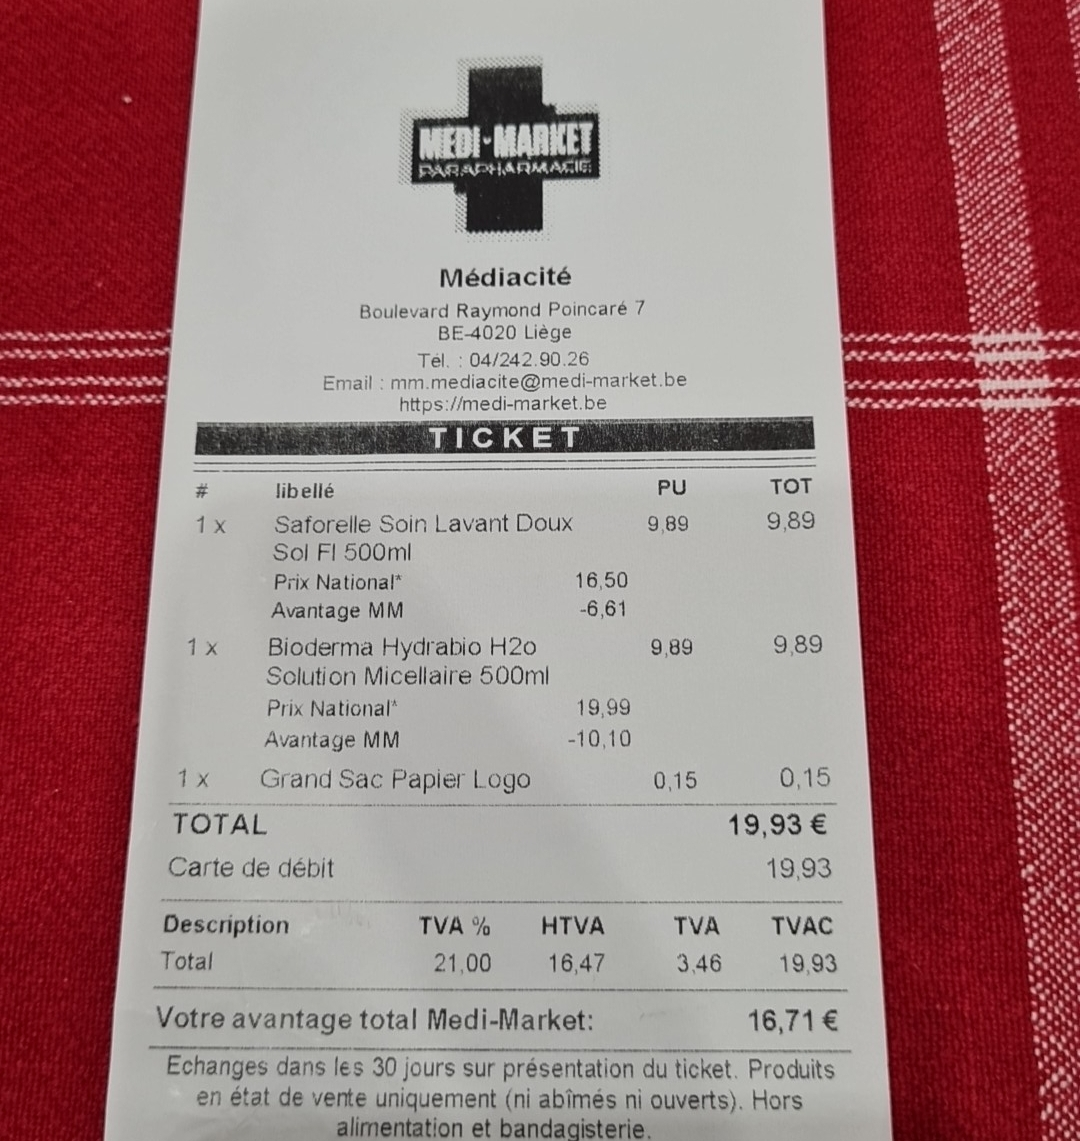 MEDI-MARKET
PARAPHARMACIE
Médiacité
Boulevard Raymond Poincaré 7
BE-4020 Liège
Tél. : 04/242.90.26
Email : mm.mediacite@medi-market.be
https://medi-market.be
TICKET
# libellé PU TOT
1 x Saforelle Soin Lavant Doux 9,89 9,89
Sol Fl 500ml
Prix National* 16,50
Avantage MM -6,61
1 x Bioderma Hydrabio H2o 9,89 9,89
Solution Micellaire 500ml
Prix National* 19,99
Avantage MM -10,10
1 x Grand Sac Papier Logo 0,15 0,15
TOTAL 19,93 €
Carte de débit 19,93
Description TVA % HTVA TVA TVAC
Total 21,00 16,47 3,46 19,93
Votre avantage total Medi-Market: 16,71 €
Echanges dans les 30 jours sur présentation du ticket. Produits
en état de vente uniquement (ni abîmés ni ouverts). Hors
alimentation et bandagisterie.